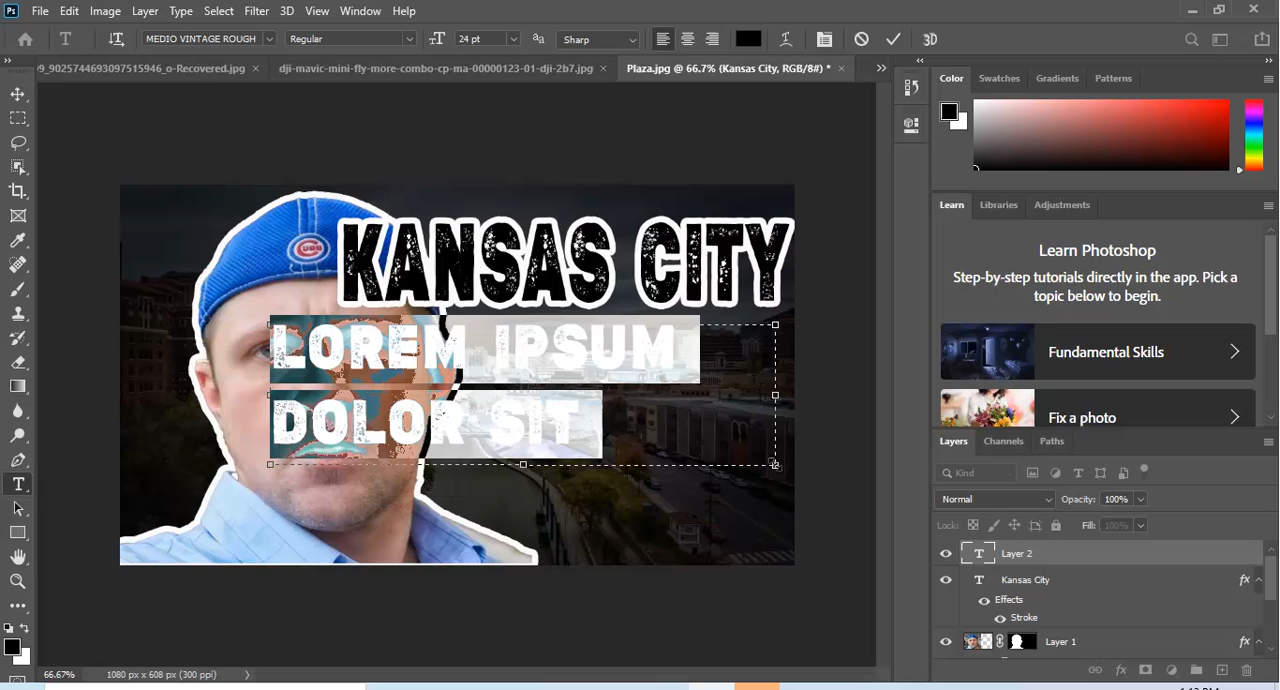 Ps File Edit Image Layer Type Select Filter 3D View Window Help
T MEDIO VINTAGE ROUGH Regular 24 pt Sharp 3D
99_9025744693097515946_o-Recovered.jpg × dji-mavic-mini-fly-more-combo-cp-ma-00000123-01-dji-2b7.jpg × Plaza.jpg @ 66.7% (Kansas City, RGB/8#) * ×
Color Swatches Gradients Patterns
CUBS
KANSAS CITY
LOREM IPSUM
DOLOR SIT
Learn Libraries Adjustments
Learn Photoshop
Step-by-step tutorials directly in the app. Pick a
topic below to begin.
Fundamental Skills
Fix a photo
Layers Channels Paths
Kind
Normal Opacity: 100%
Lock: Fill: 100%
T Layer 2
T Kansas City fx
Effects
Stroke
Layer 1 fx
66.67% 1080 px x 608 px (300 ppi)